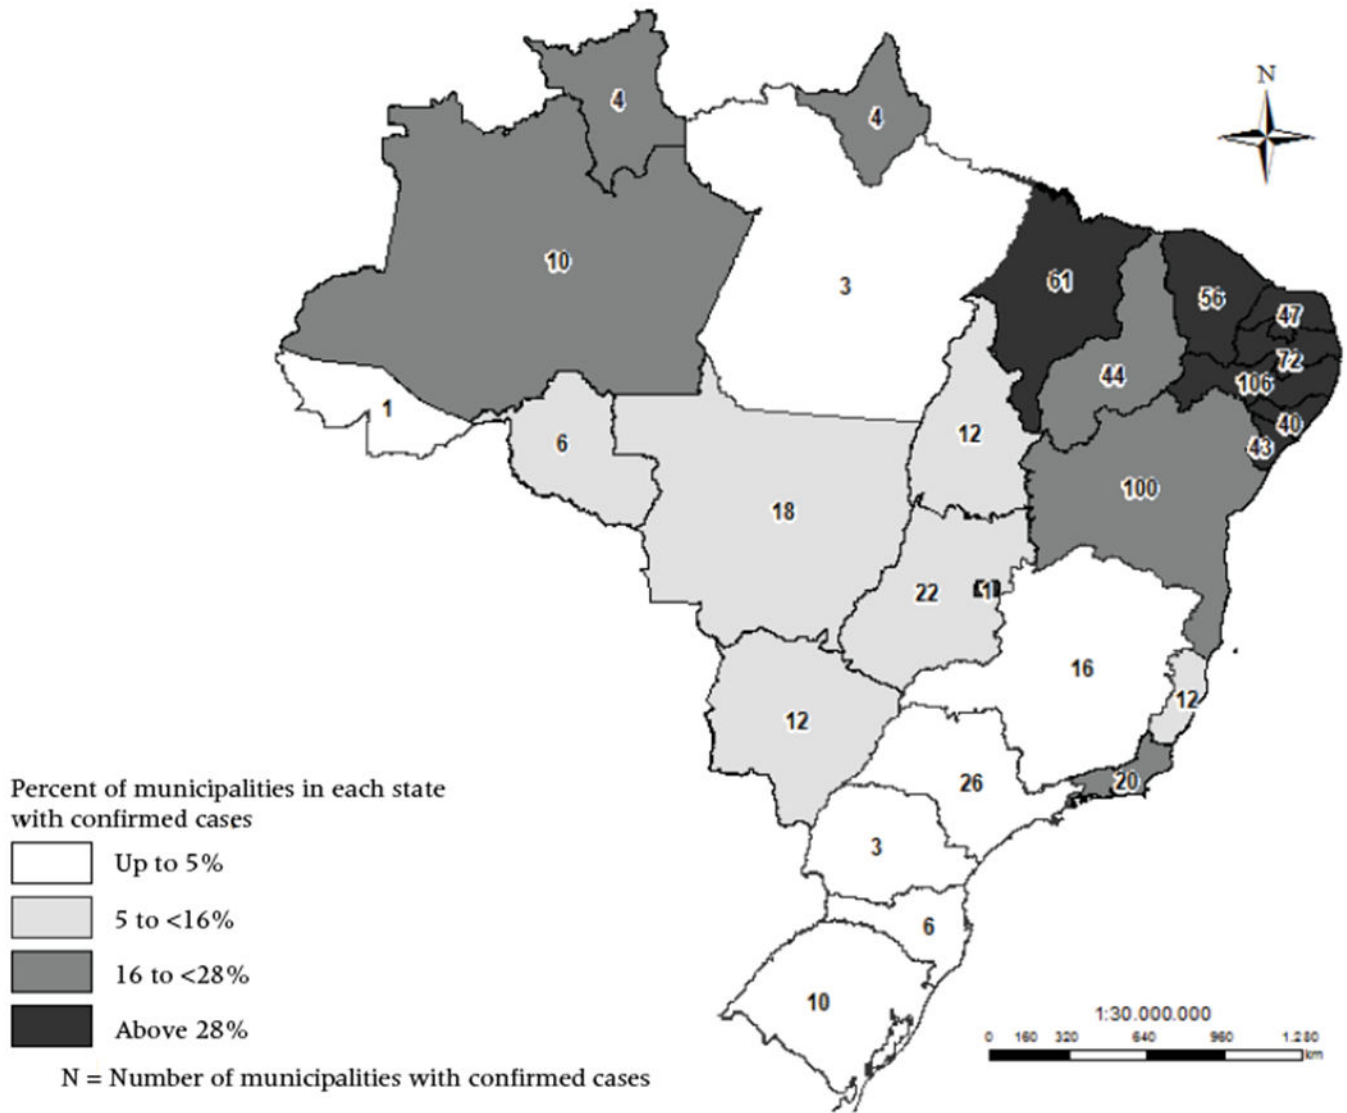 4
N
4
10
3
61
56
47
72
44
106
1
40
6
12
43
100
18
22
1
16
12
12
26
20
3
6
10
Percent of municipalities in each state
with confirmed cases
Up to 5%
5 to <16%
16 to <28%
Above 28%
N = Number of municipalities with confirmed cases
1:30.000.000
0 160 320 640 960 1.280
km